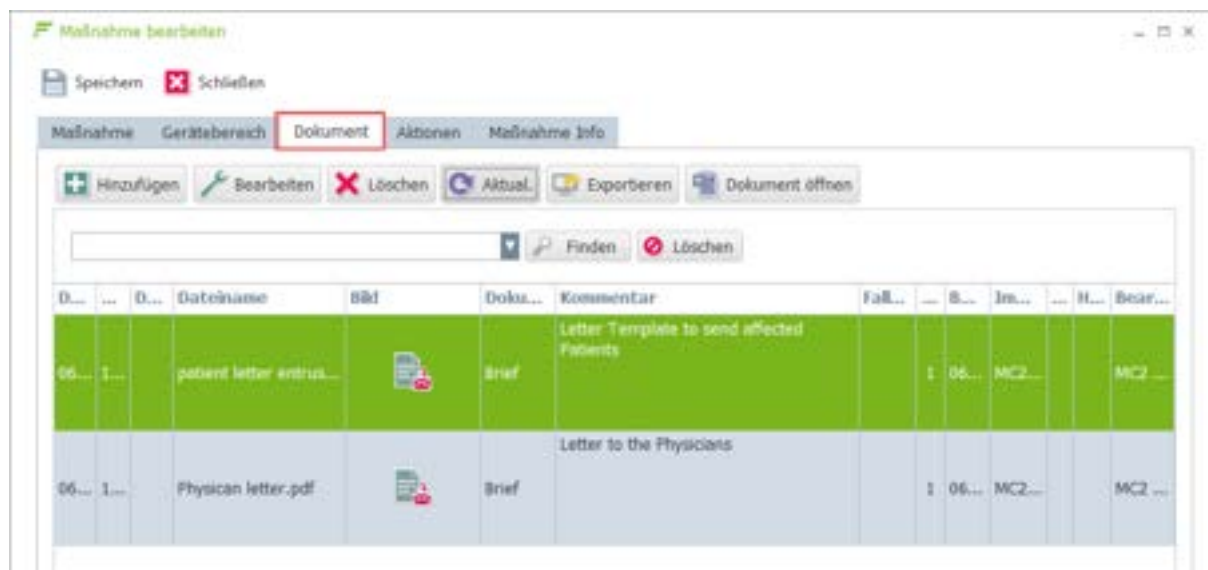 Maßnahme bearbeiten
Speichern Schließen
Maßnahme Gerätebereich Dokument Aktionen Maßnahme Info
Hinzufügen Bearbeiten Löschen Aktual. Exportieren Dokument öffnen
Finden Löschen
D... ... D... Dateiname Bild Doku... Kommentar Fall... ... B... Im... ... H... Bear...
Letter Template to send affected
Patients
06... 1... patient letter entrus... Brief 1 06... MC2... MC2 ...
Letter to the Physicians
06... 1... Physican letter.pdf Brief 1 06... MC2... MC2 ...